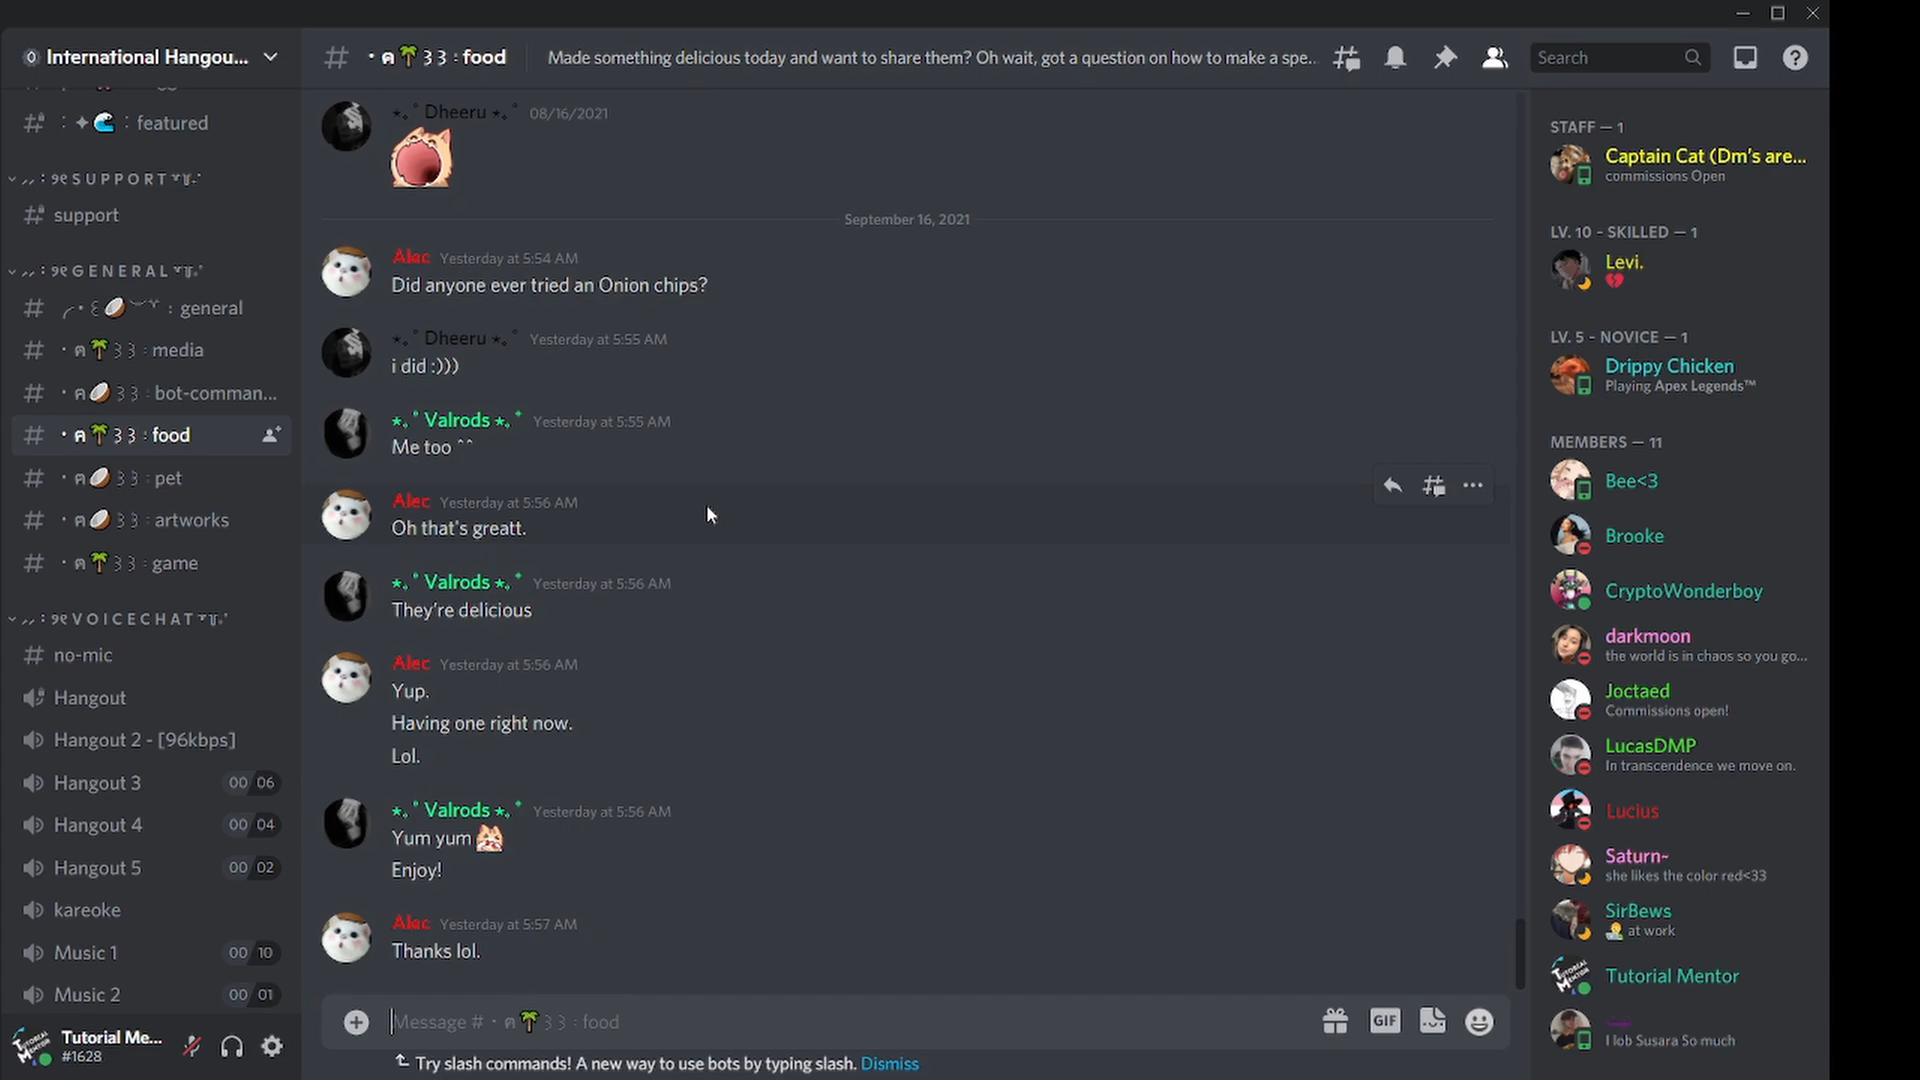 International Hangou...
: ✦🌊 : featured
SUPPORT
support
GENERAL
: general
: media
: bot-comman...
: food
: pet
: artworks
: game
VOICECHAT
no-mic
Hangout
Hangout 2 - [96kbps]
Hangout 3 00 06
Hangout 4 00 04
Hangout 5 00 02
kareoke
Music 1 00 10
Music 2 00 01
Tutorial Me...
#1628
# • ค🌴꒱꒱ : food
Made something delicious today and want to share them? Oh wait, got a question on how to make a spe...
Search
⋆｡˚ Dheeru ⋆｡˚ 08/16/2021
September 16, 2021
Alec Yesterday at 5:54 AM
Did anyone ever tried an Onion chips?
⋆｡˚ Dheeru ⋆｡˚ Yesterday at 5:55 AM
i did :)))
⋆｡˚ Valrods ⋆｡˚ Yesterday at 5:55 AM
Me too ^^
Alec Yesterday at 5:56 AM
Oh that's greatt.
⋆｡˚ Valrods ⋆｡˚ Yesterday at 5:56 AM
They're delicious
Alec Yesterday at 5:56 AM
Yup.
Having one right now.
Lol.
⋆｡˚ Valrods ⋆｡˚ Yesterday at 5:56 AM
Yum yum
Enjoy!
Alec Yesterday at 5:57 AM
Thanks lol.
Message # • ค🌴꒱꒱ : food
GIF
Try slash commands! A new way to use bots by typing slash. Dismiss
STAFF — 1
Captain Cat (Dm's are...
commissions Open
LV. 10 - SKILLED — 1
Levi.
💔
LV. 5 - NOVICE — 1
Drippy Chicken
Playing Apex Legends™
MEMBERS — 11
Bee<3
Brooke
CryptoWonderboy
darkmoon
the world is in chaos so you go...
Joctaed
Commissions open!
LucasDMP
In transcendence we move on.
Lucius
Saturn~
she likes the color red<33
SirBews
at work
Tutorial Mentor
I lob Susara So much